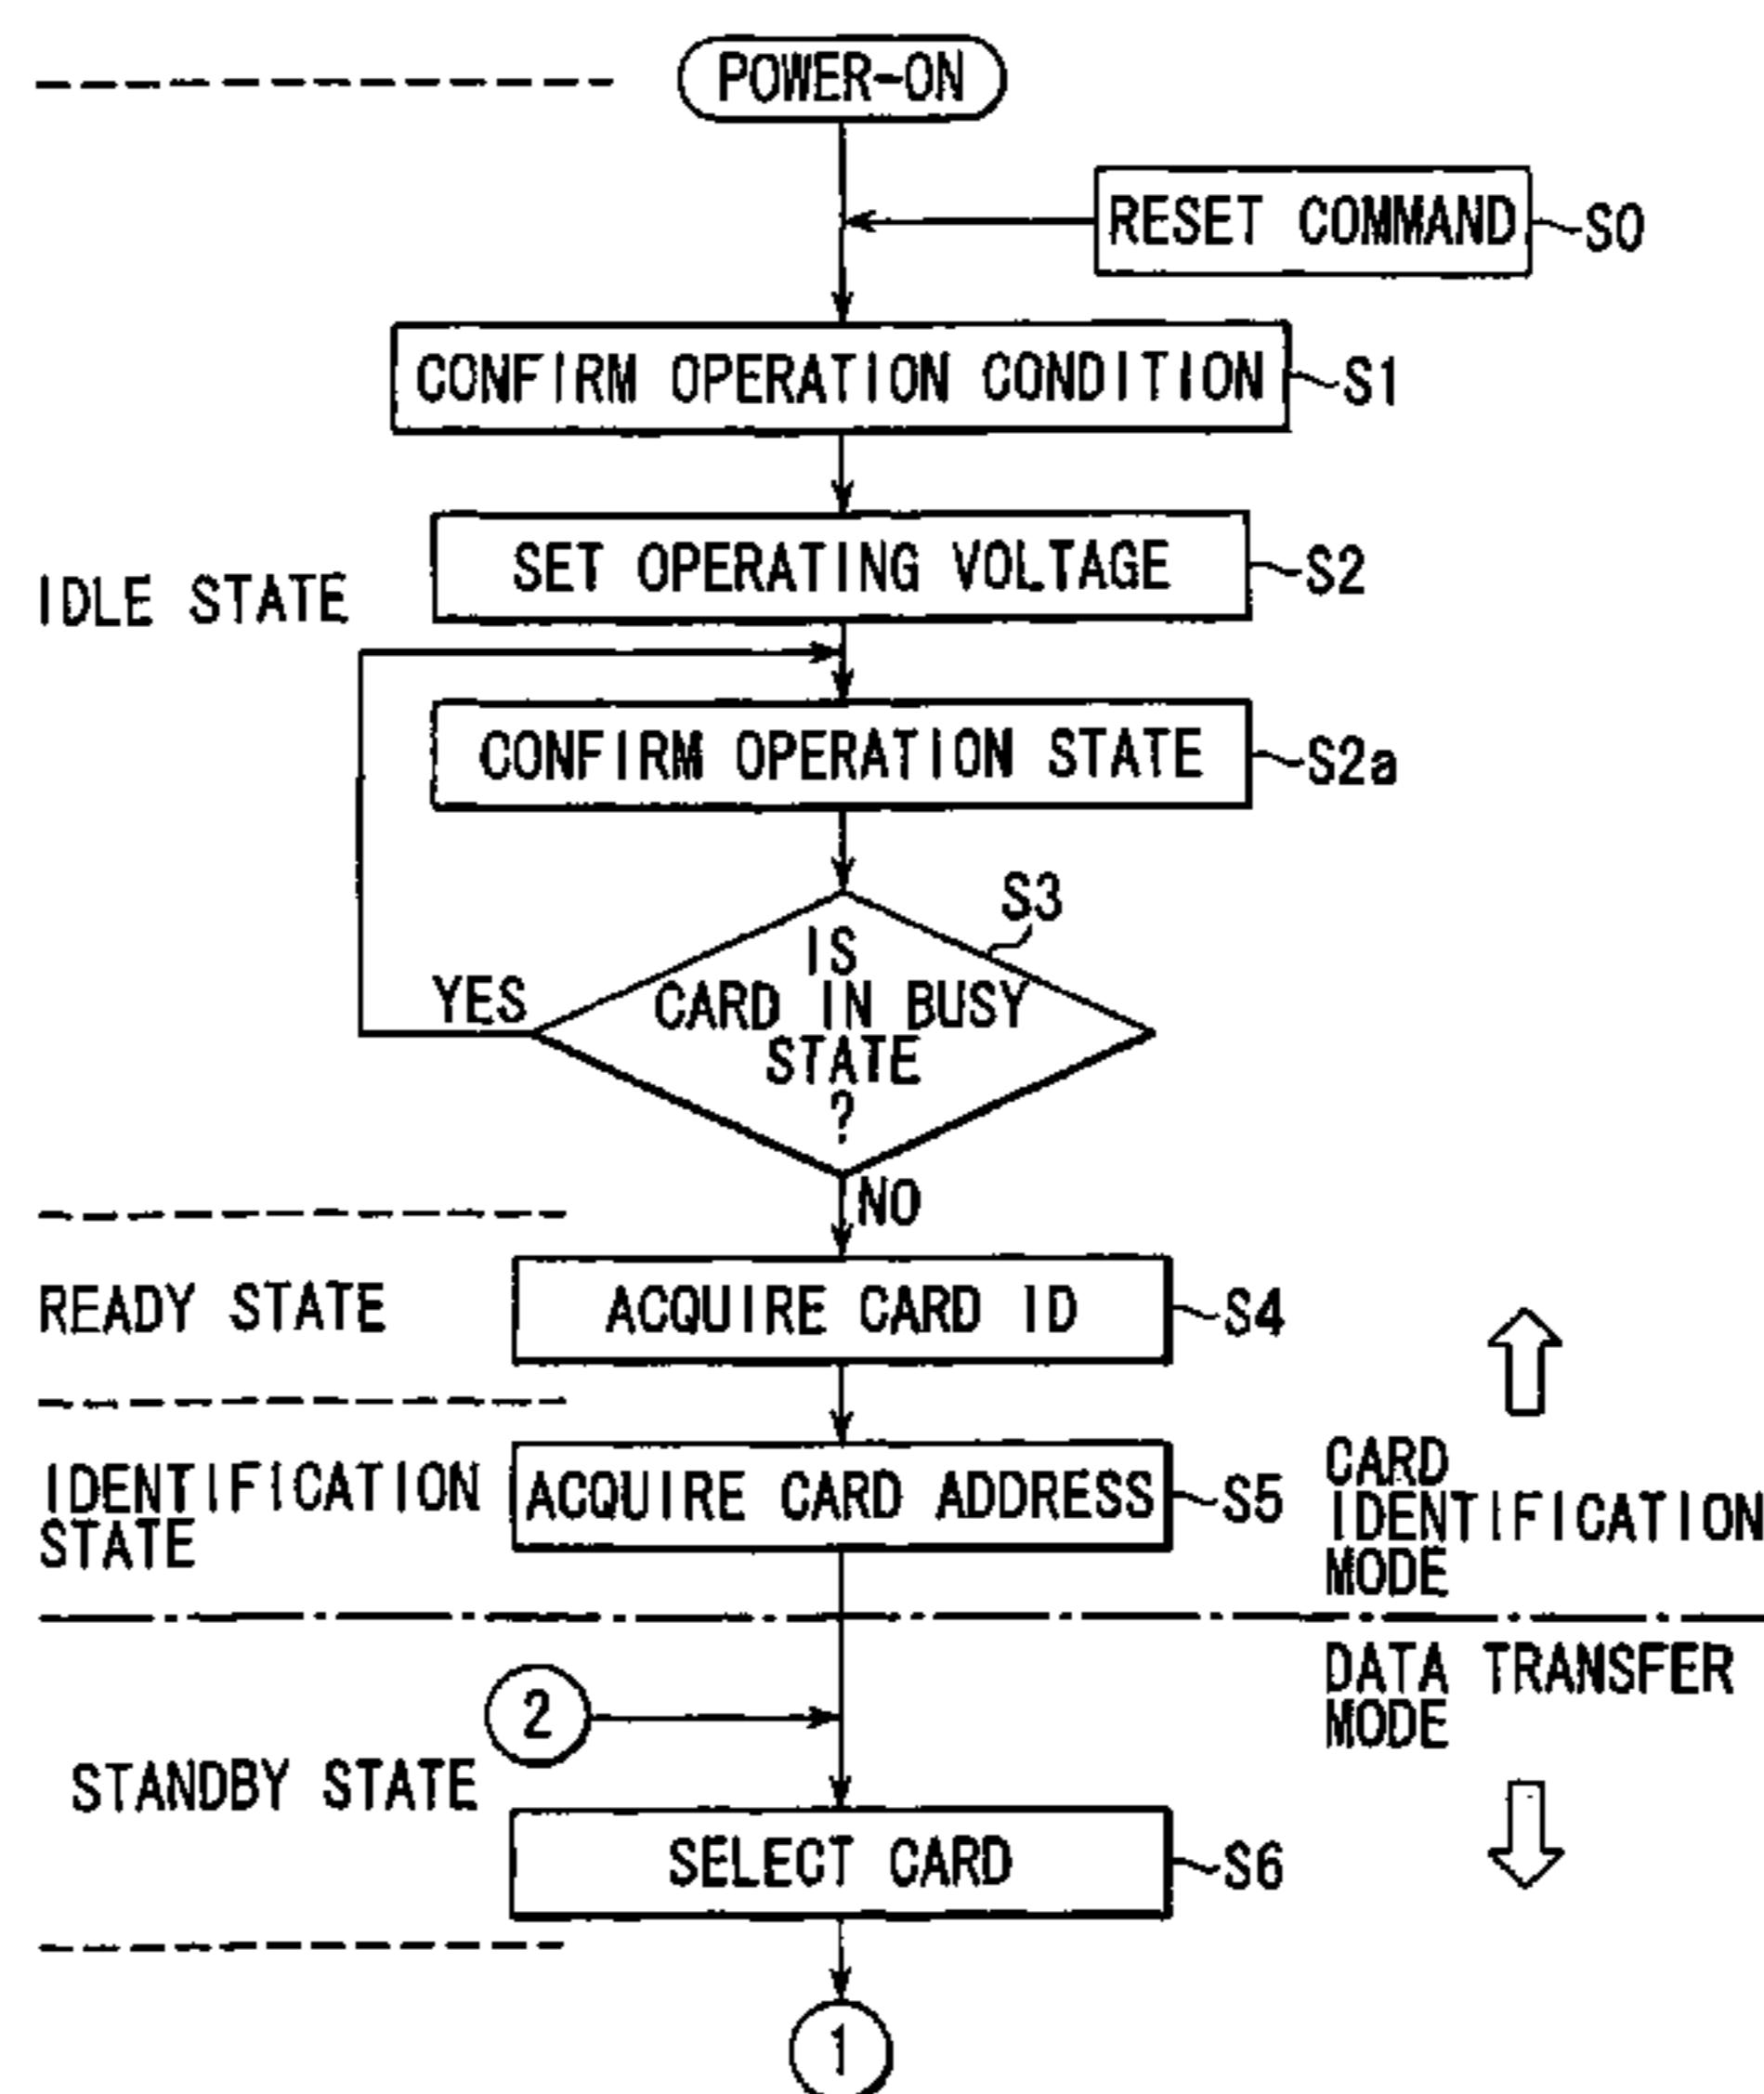 POWER-ON
RESET COMMAND
S0
CONFIRM OPERATION CONDITION
S1
SET OPERATING VOLTAGE
S2
IDLE STATE
CONFIRM OPERATION STATE
S2a
S3
IS
CARD IN BUSY
STATE
?
YES
NO
READY STATE
ACQUIRE CARD ID
S4
IDENTIFICATION
STATE
ACQUIRE CARD ADDRESS
S5
CARD
IDENTIFICATION
MODE
DATA TRANSFER
MODE
2
STANDBY STATE
SELECT CARD
S6
1